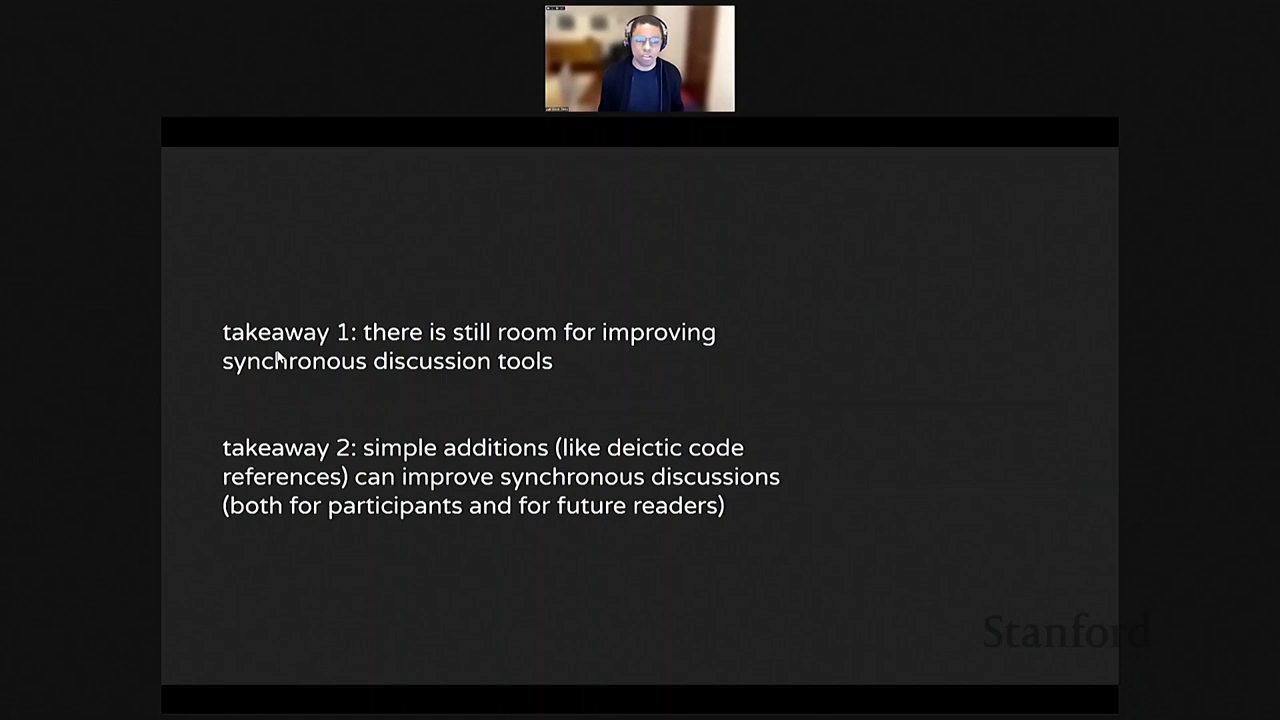 takeaway 1: there is still room for improving
synchronous discussion tools
takeaway 2: simple additions (like deictic code
references) can improve synchronous discussions
(both for participants and for future readers)
Stanford